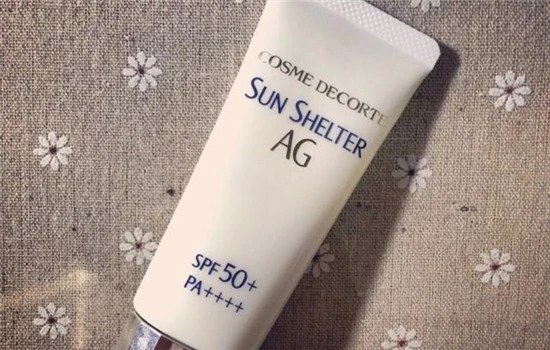 COSME DECORTE
SUN SHELTER
AG
SPF 50+
PA++++